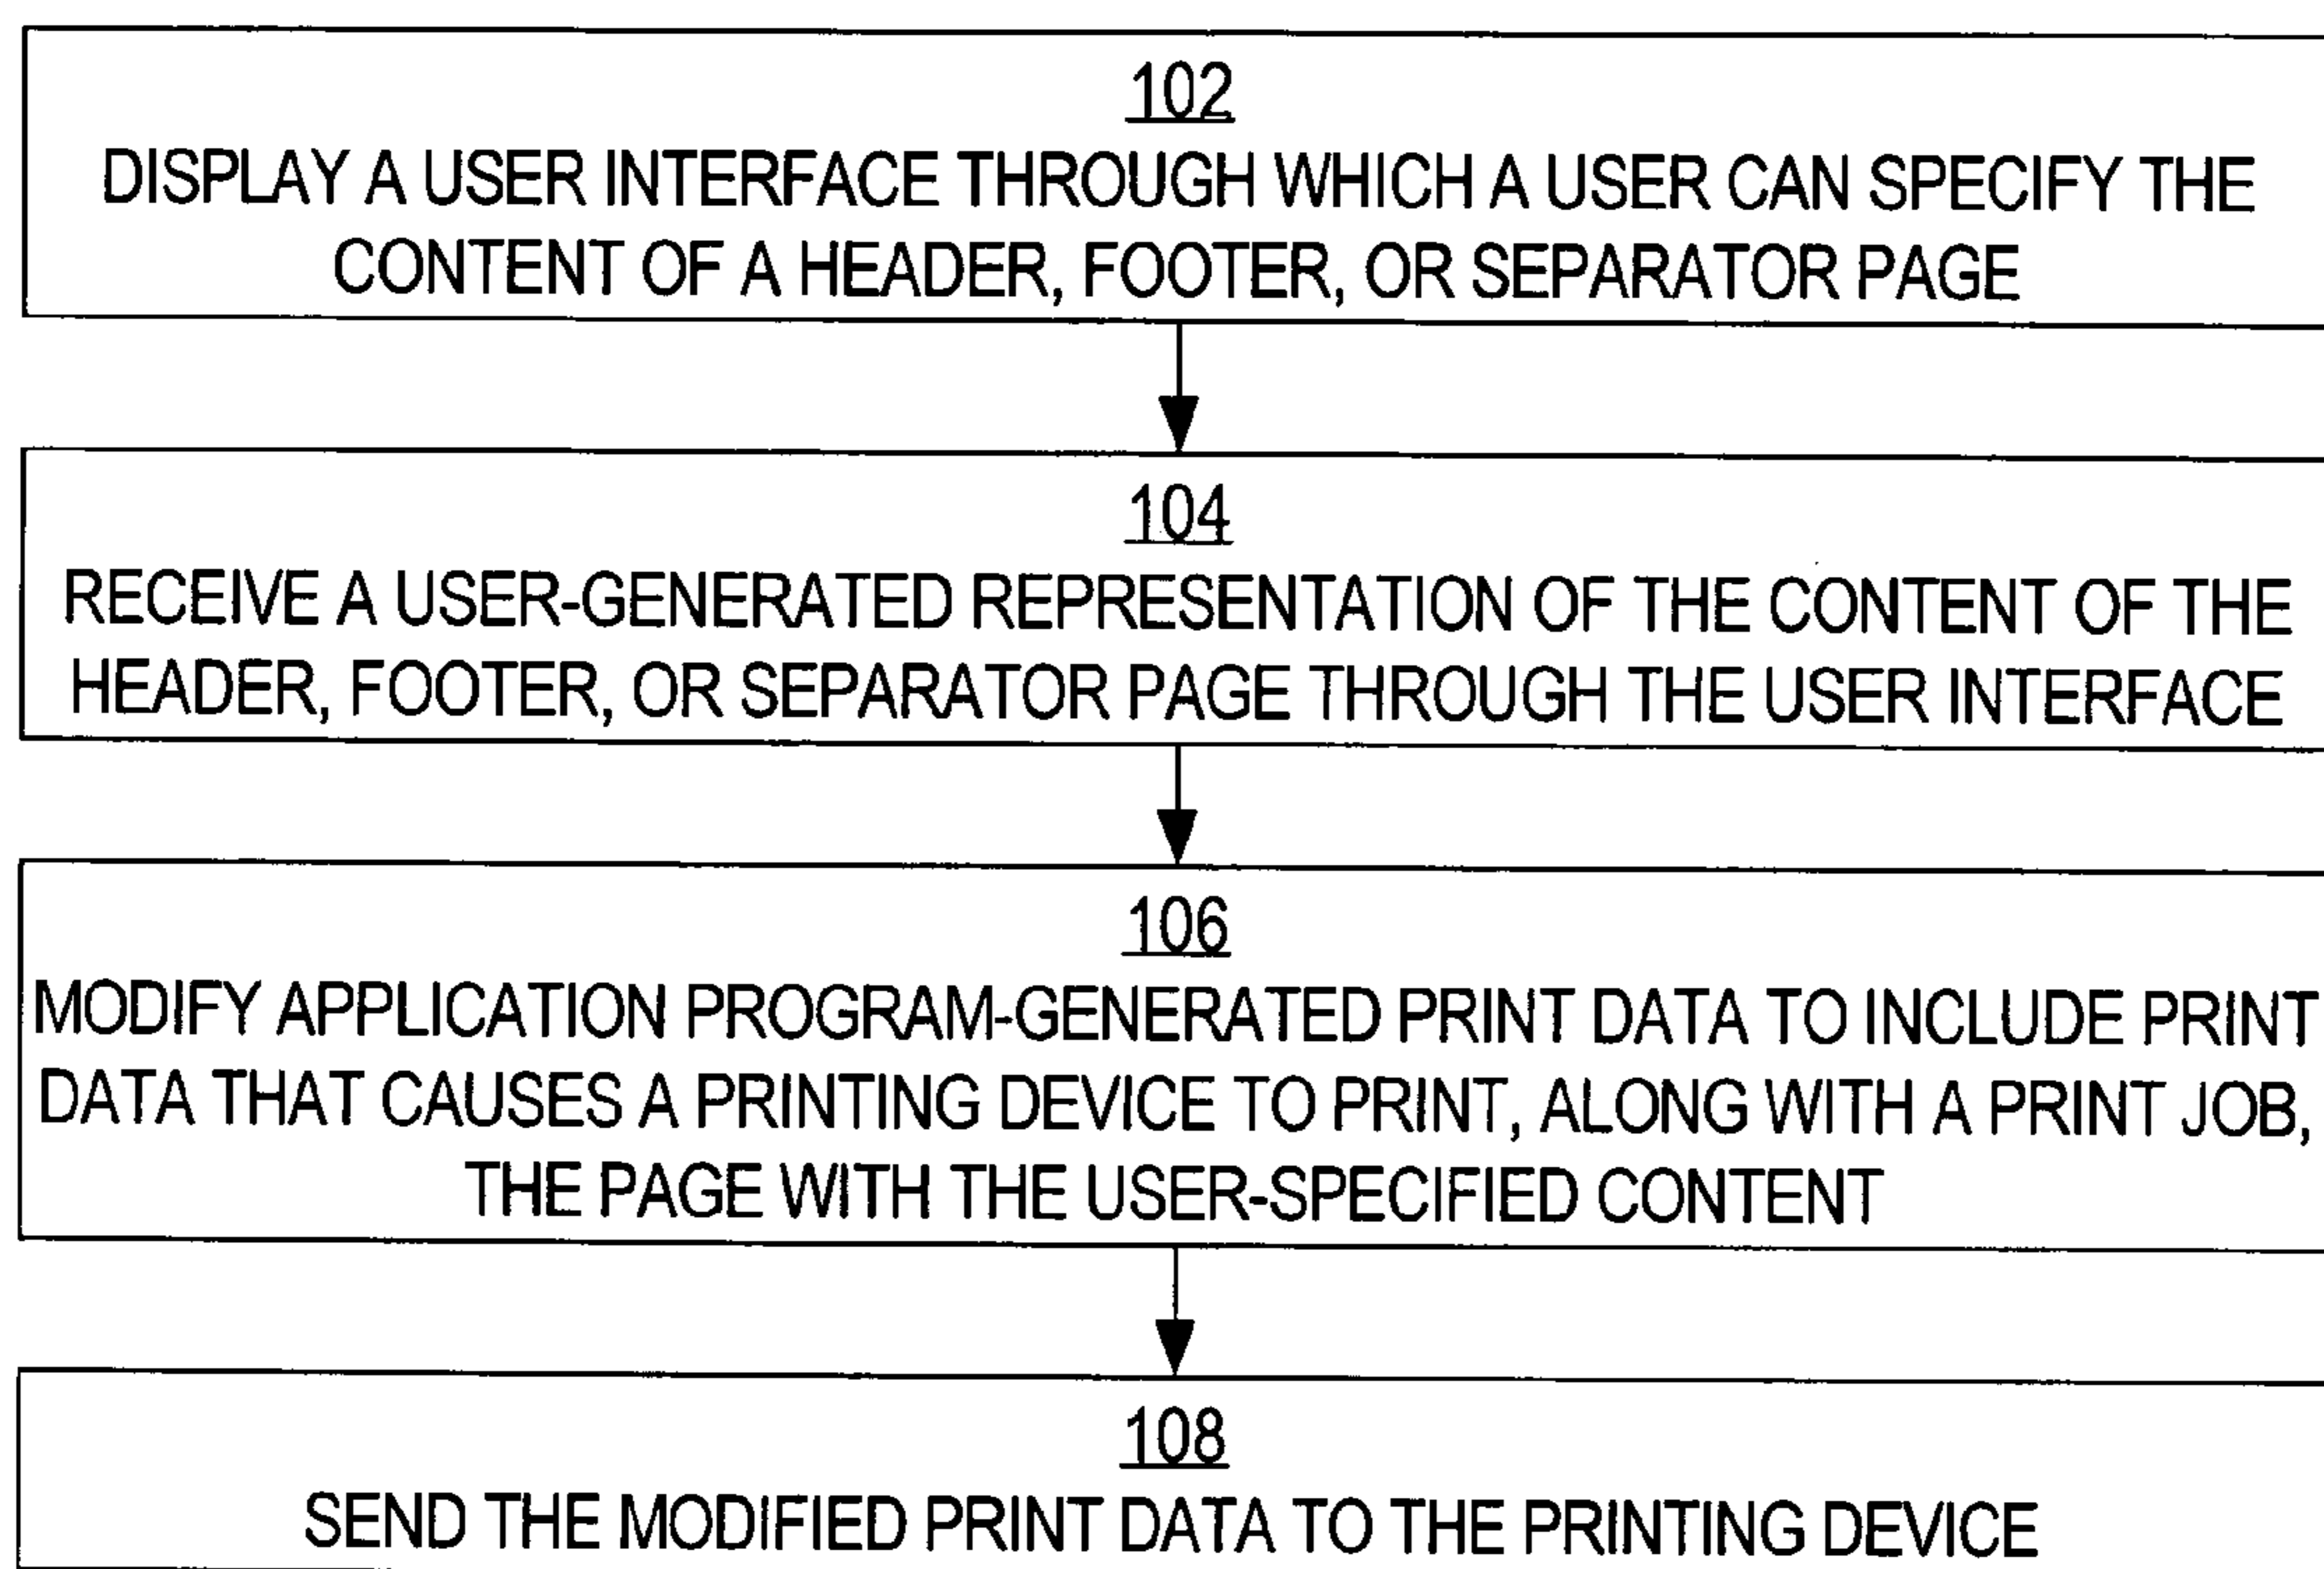 102
DISPLAY A USER INTERFACE THROUGH WHICH A USER CAN SPECIFY THE
CONTENT OF A HEADER, FOOTER, OR SEPARATOR PAGE
104
RECEIVE A USER-GENERATED REPRESENTATION OF THE CONTENT OF THE
HEADER, FOOTER, OR SEPARATOR PAGE THROUGH THE USER INTERFACE
106
MODIFY APPLICATION PROGRAM-GENERATED PRINT DATA TO INCLUDE PRINT
DATA THAT CAUSES A PRINTING DEVICE TO PRINT, ALONG WITH A PRINT JOB,
THE PAGE WITH THE USER-SPECIFIED CONTENT
108
SEND THE MODIFIED PRINT DATA TO THE PRINTING DEVICE